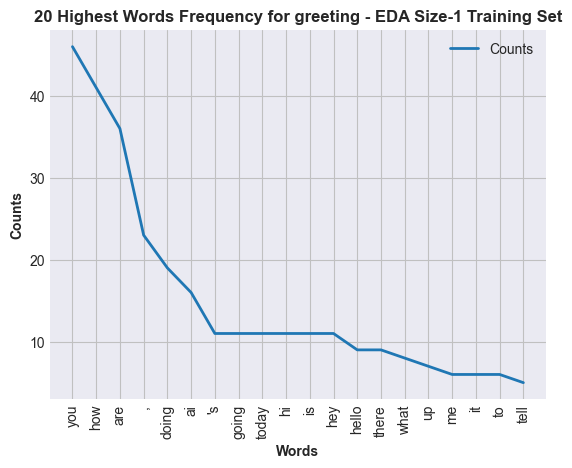 20 Highest Words Frequency for greeting - EDA Size-1 Training Set
Counts
40
30
20
10
Counts
you
how
are
,
doing
ai
's
going
today
hi
is
hey
hello
there
what
up
me
it
to
tell
Words